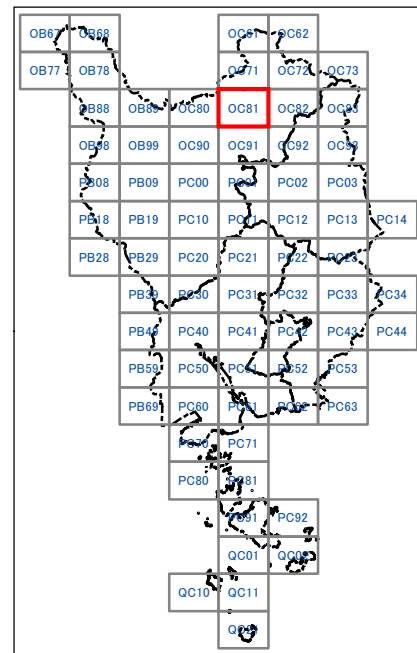 OB67 OB68 OC61 OC62
OB77 OB78 OC71 OC72 OC73
OB88 OB89 OC80 OC81 OC82 OC83
OB98 OB99 OC90 OC91 OC92 OC93
PB08 PB09 PC00 PC01 PC02 PC03
PB18 PB19 PC10 PC11 PC12 PC13 PC14
PB28 PB29 PC20 PC21 PC22 PC23
PB39 PC30 PC31 PC32 PC33 PC34
PB49 PC40 PC41 PC42 PC43 PC44
PB59 PC50 PC51 PC52 PC53
PB69 PC60 PC61 PC62 PC63
PC70 PC71
PC80 PC81
PC91 PC92
QC01 QC02
QC10 QC11
QC21